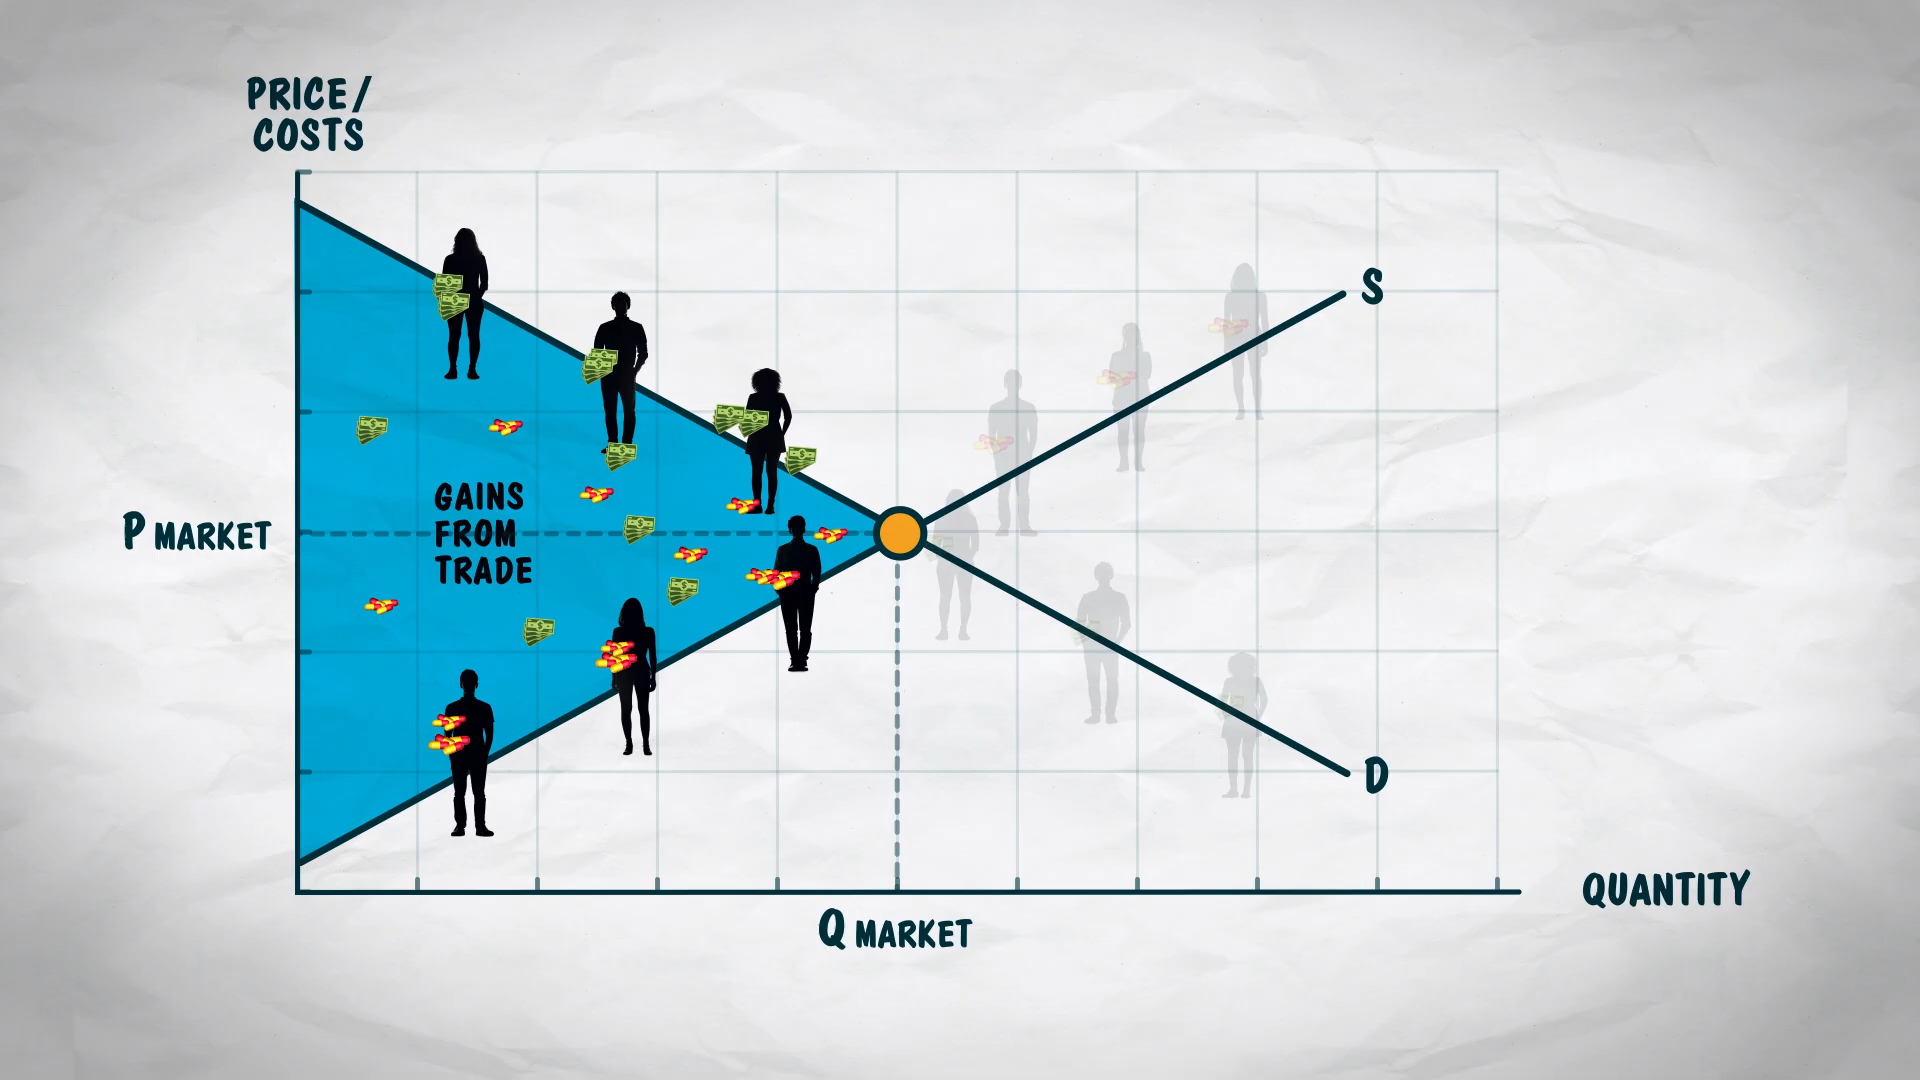 PRICE/
COSTS
S
GAINS
FROM
TRADE
P MARKET
D
QUANTITY
Q MARKET